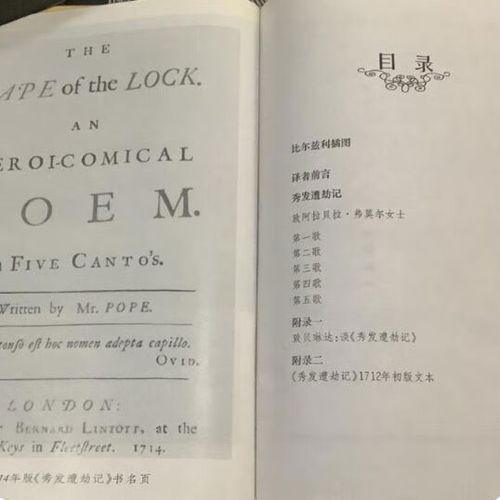 THE
APE of the LOCK.
AN
EROI-COMICAL
OEM.
FIVE CANTO's.
Written by Mr. POPE.
tonso est hoc nomen adepta capillo.
OVID.
LONDON:
BERNARD LINTOTT, at the
Keys in Fleetstreet. 1714.
14年版《秀发遭劫记》书名页
目录
比尔兹利插图
译者前言
秀发遭劫记
致阿拉贝拉·弗莫尔女士
第一歌
第二歌
第三歌
第四歌
第五歌
附录一
致贝琳达:谈《秀发遭劫记》
附录二
《秀发遭劫记》1712年初版文本